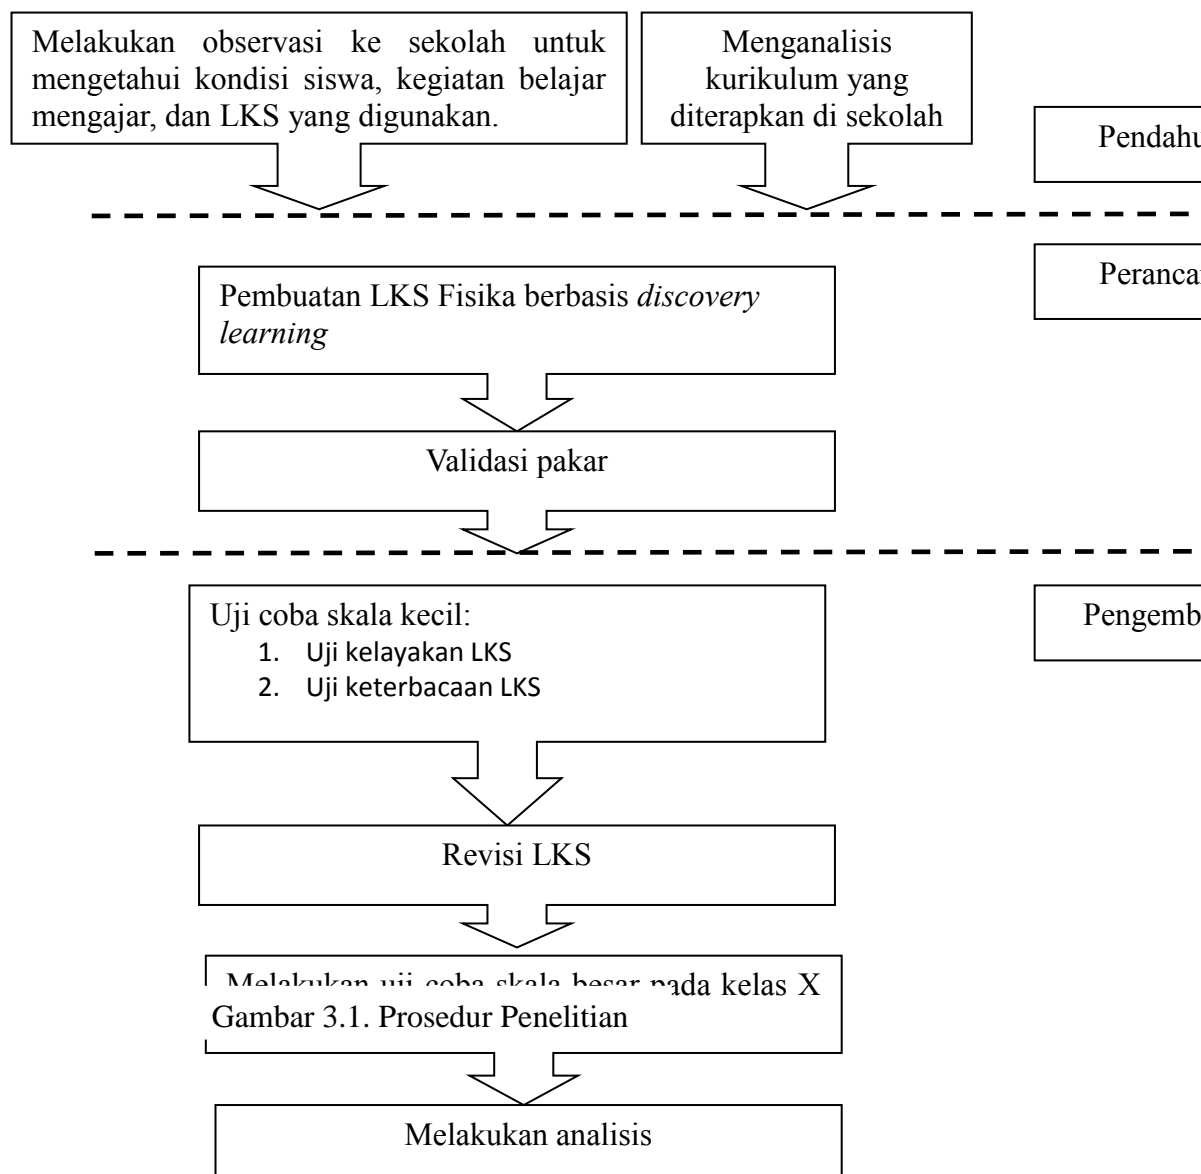 Melakukan observasi ke sekolah untuk
mengetahui kondisi siswa, kegiatan belajar
mengajar, dan LKS yang digunakan.
Menganalisis
kurikulum yang
diterapkan di sekolah
Pendahu
Perancan
Pembuatan LKS Fisika berbasis discovery
learning
Validasi pakar
Uji coba skala kecil:
1. Uji kelayakan LKS
2. Uji keterbacaan LKS
Pengemb
Revisi LKS
Melakukan uji coba skala besar pada kelas X
Gambar 3.1. Prosedur Penelitian
Melakukan analisis